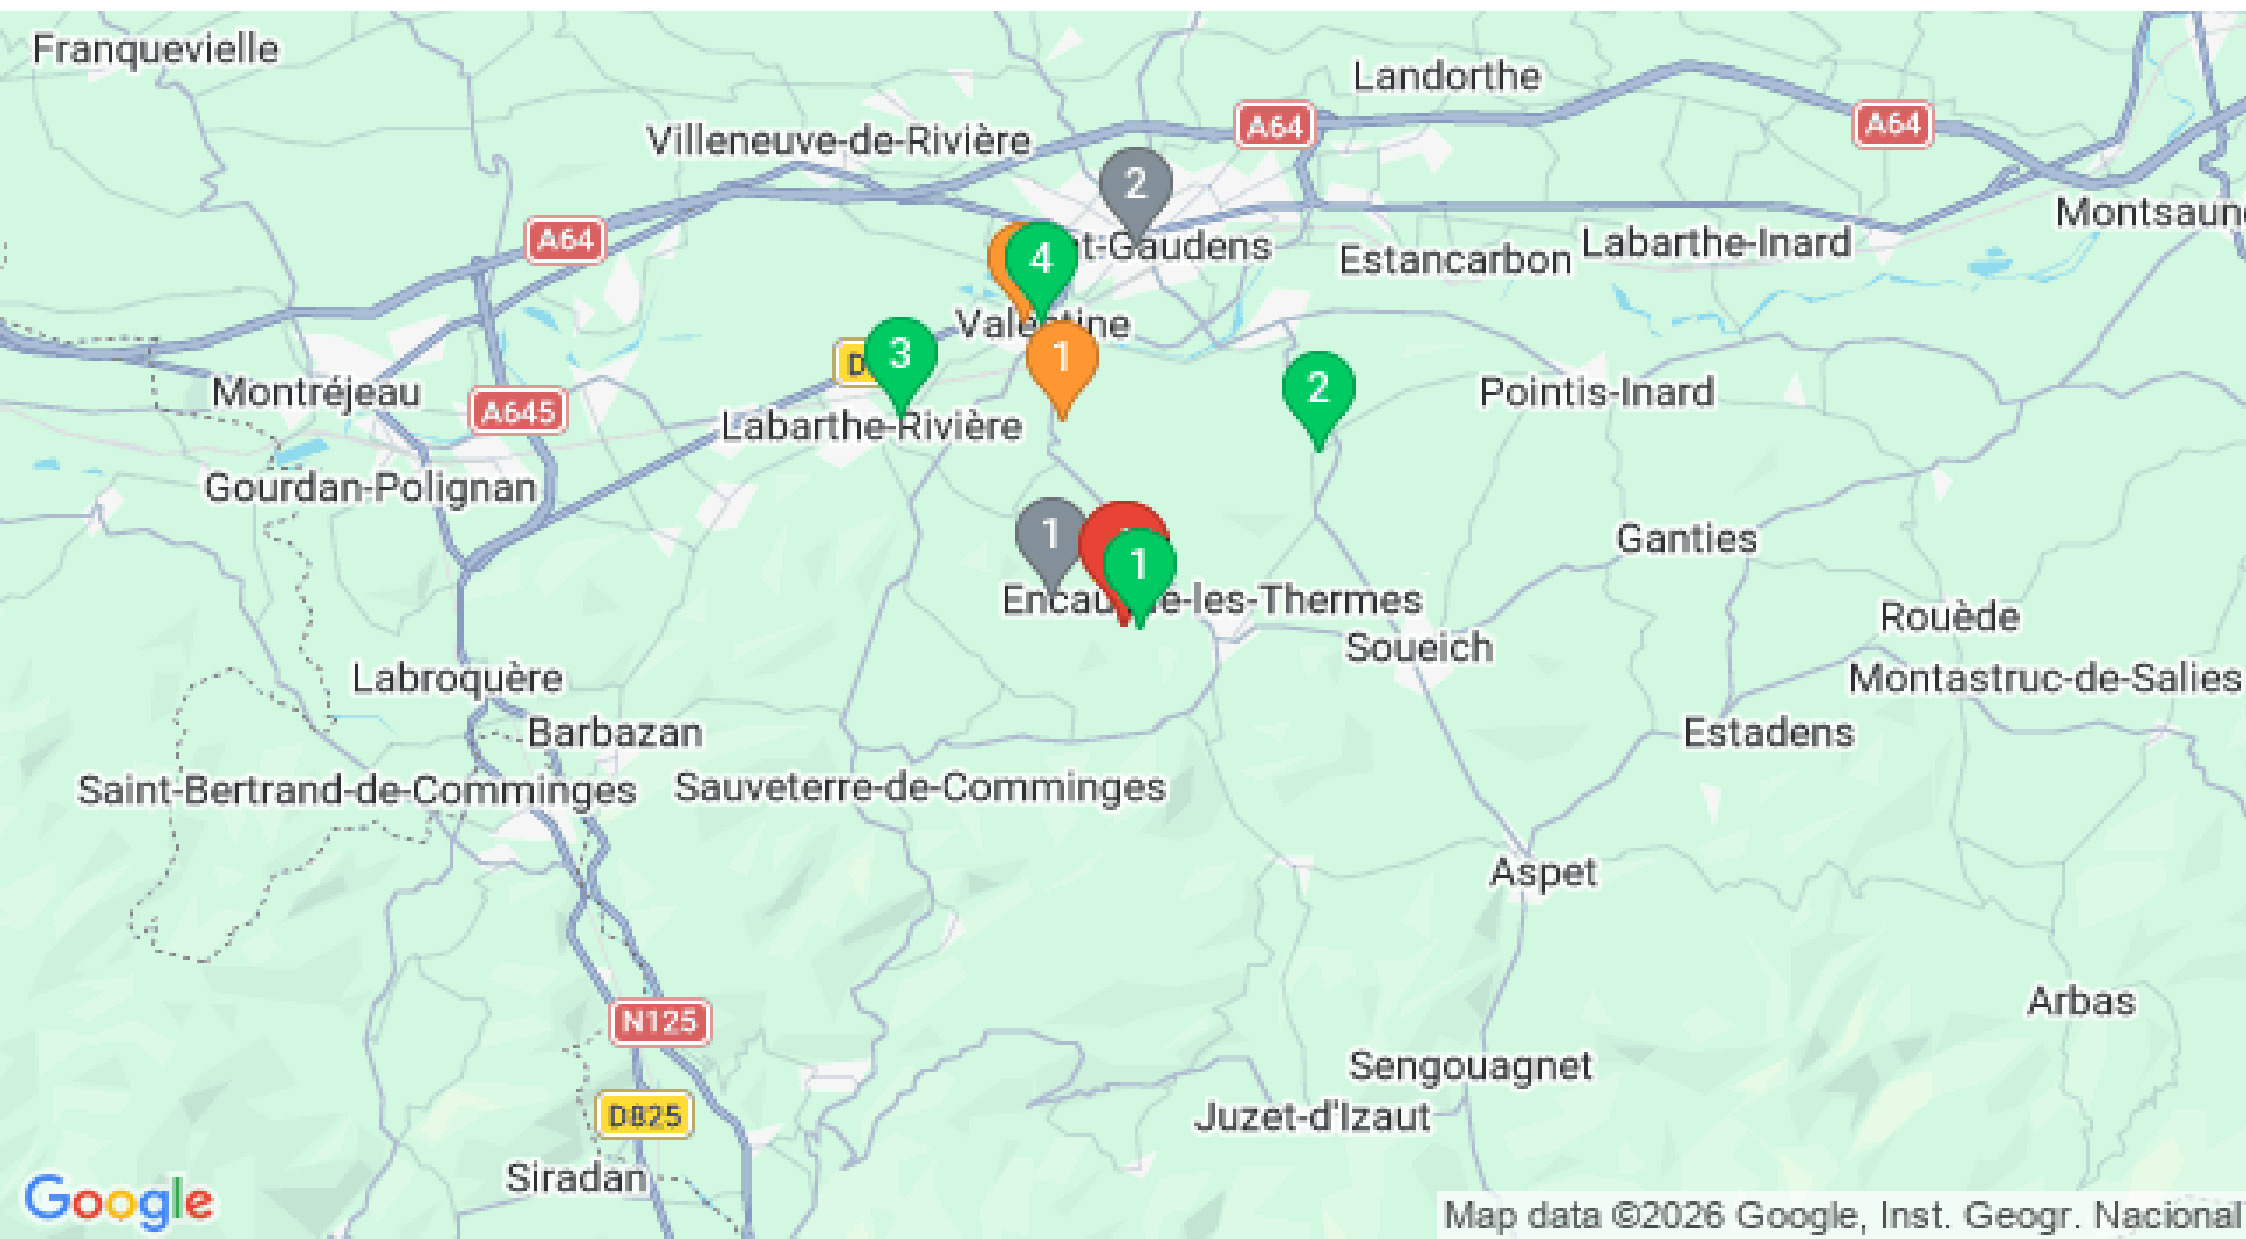 Franquevielle
Landorthe
A64
A64
Villeneuve-de-Rivière
2
Montsaun
A64
t-Gaudens
Estancarbon
Labarthe-Inard
4
Valentine
3
1
2
Montréjeau
A645
Labarthe-Rivière
Pointis-Inard
Gourdan-Polignan
1
Ganties
1
Encausse-les-Thermes
Rouède
Soueich
Labroquère
Montastruc-de-Salies
Barbazan
Estadens
Saint-Bertrand-de-Comminges
Sauveterre-de-Comminges
Aspet
Arbas
N125
Sengouagnet
D825
Juzet-d'Izaut
Siradan
Google
Map data ©2026 Google, Inst. Geogr. Nacional